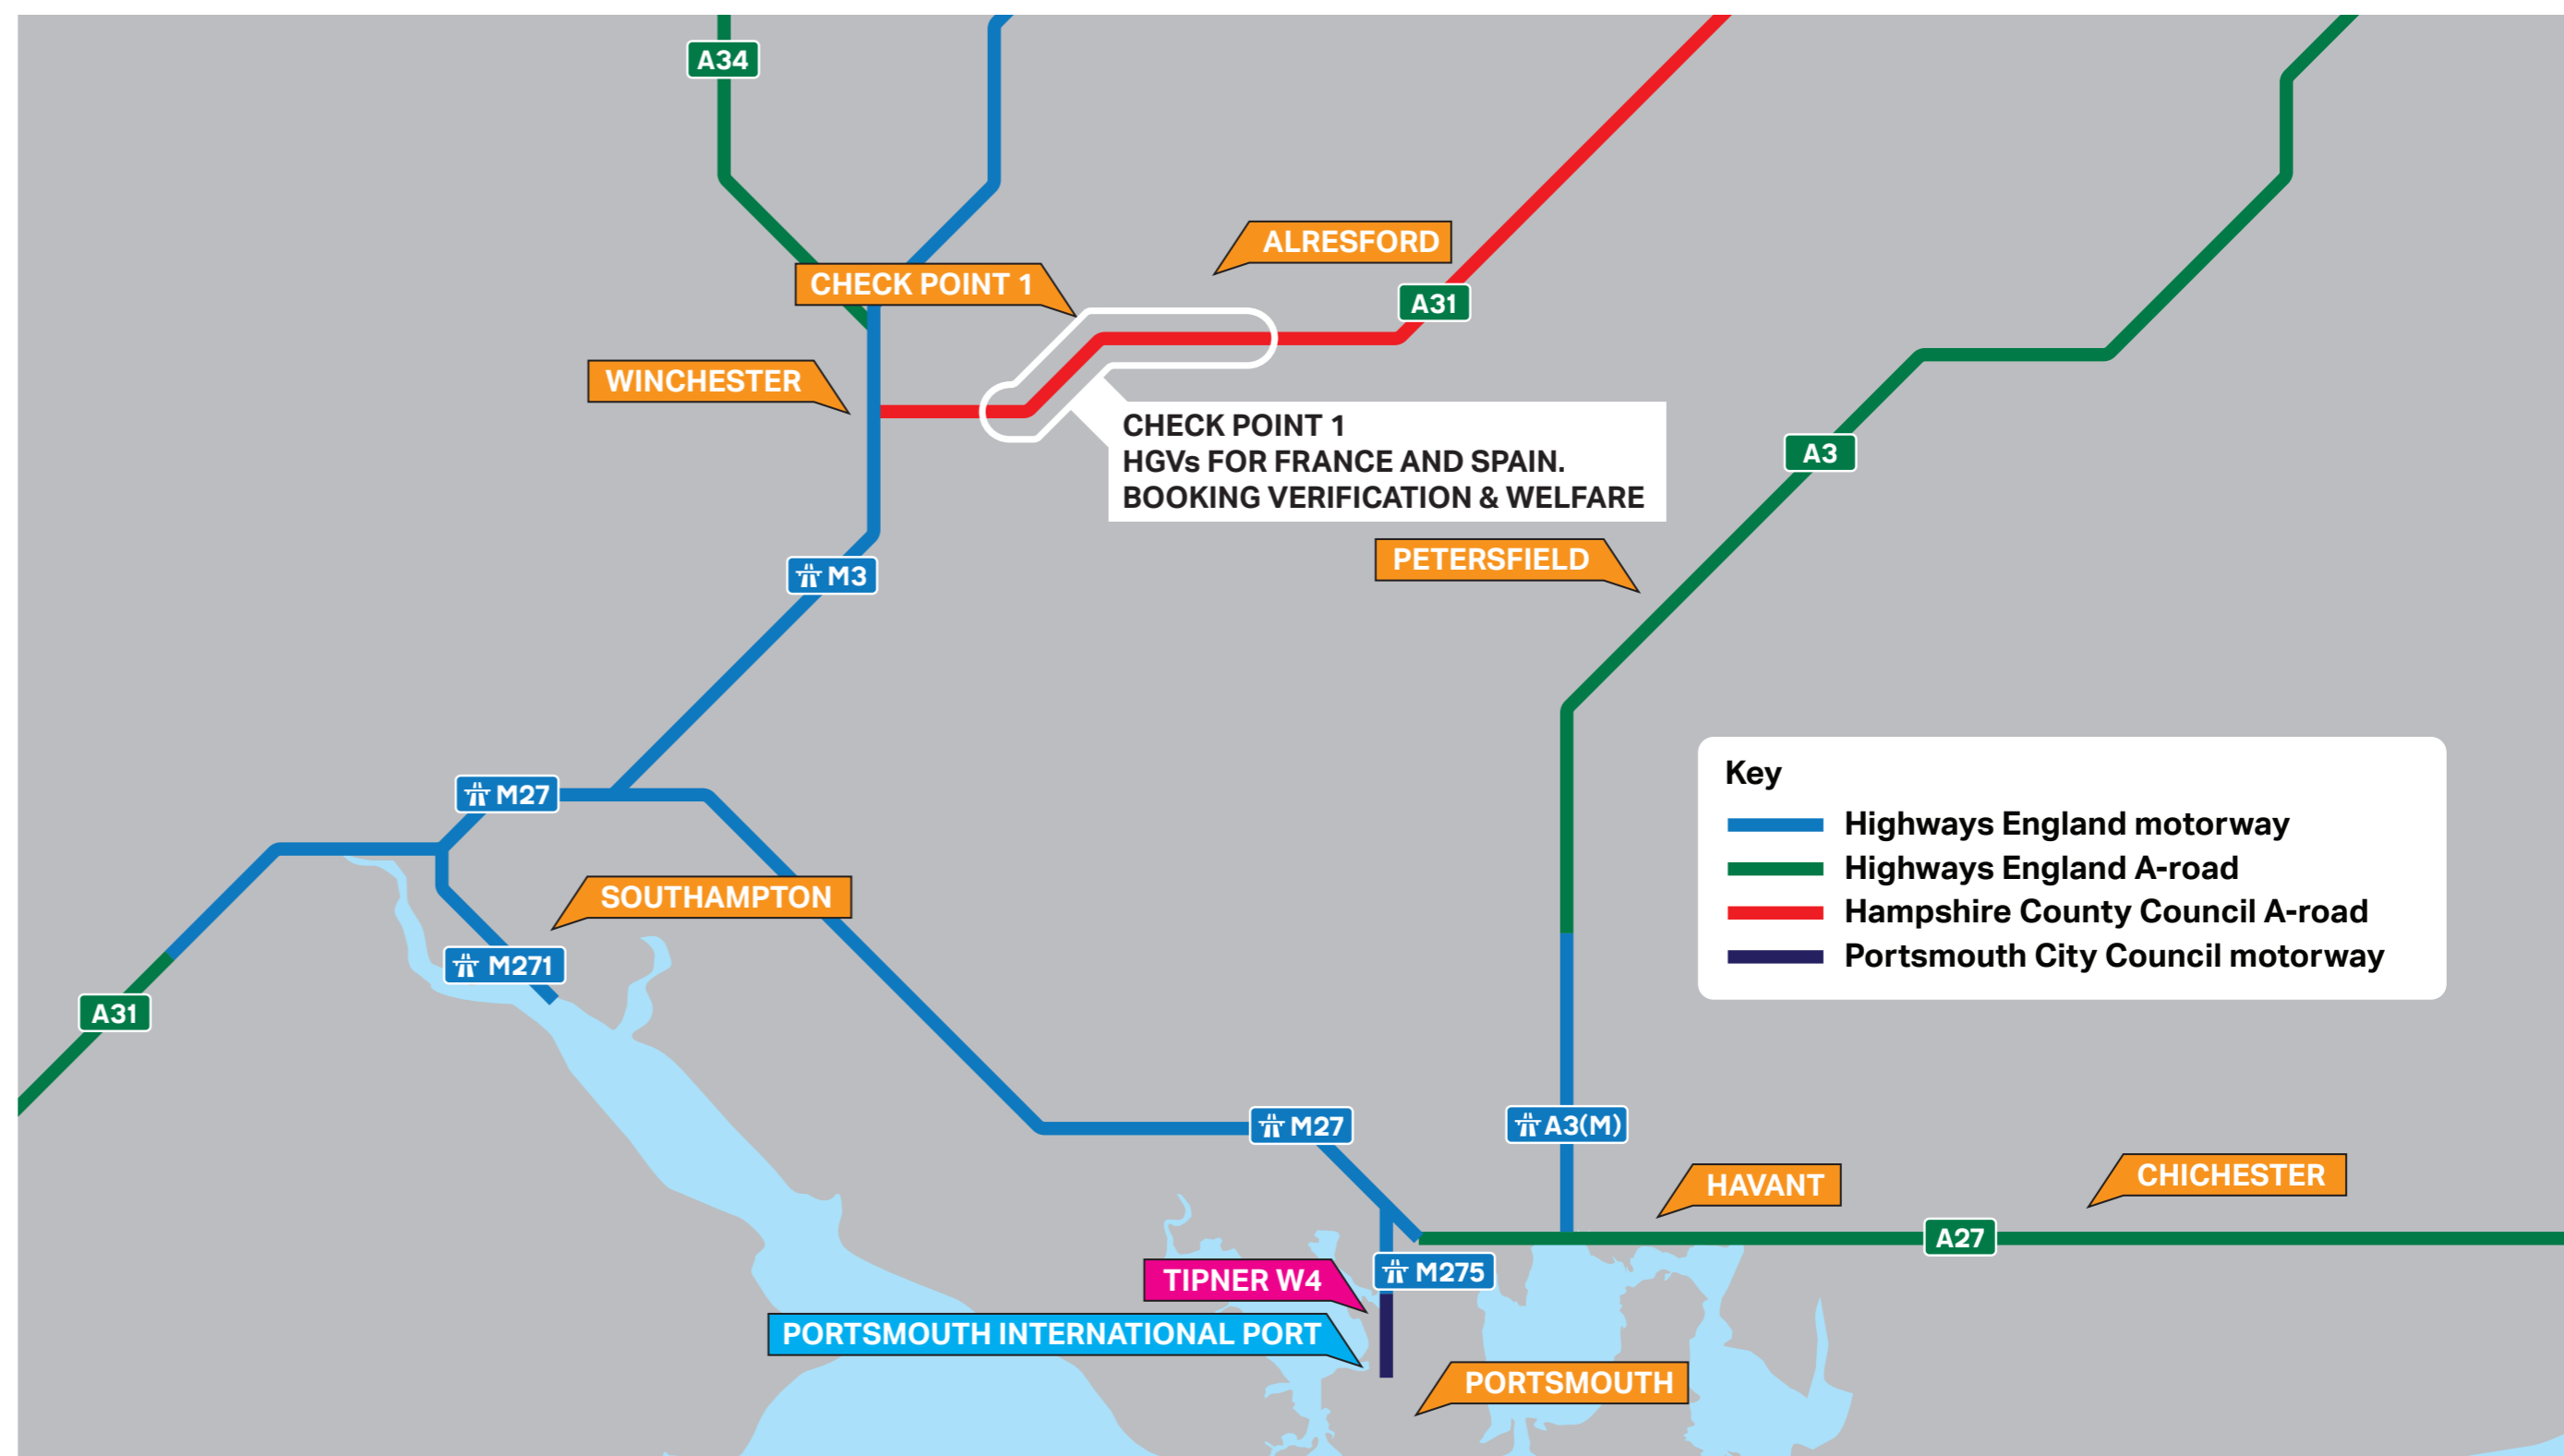 A34
ALRESFORD
CHECK POINT 1
A31
WINCHESTER
CHECK POINT 1
HGVs FOR FRANCE AND SPAIN.
BOOKING VERIFICATION & WELFARE
A3
PETERSFIELD
M3
Key
Highways England motorway
Highways England A-road
Hampshire County Council A-road
Portsmouth City Council motorway
M27
SOUTHAMPTON
M271
A31
M27
A3(M)
HAVANT
CHICHESTER
A27
TIPNER W4
M275
PORTSMOUTH INTERNATIONAL PORT
PORTSMOUTH